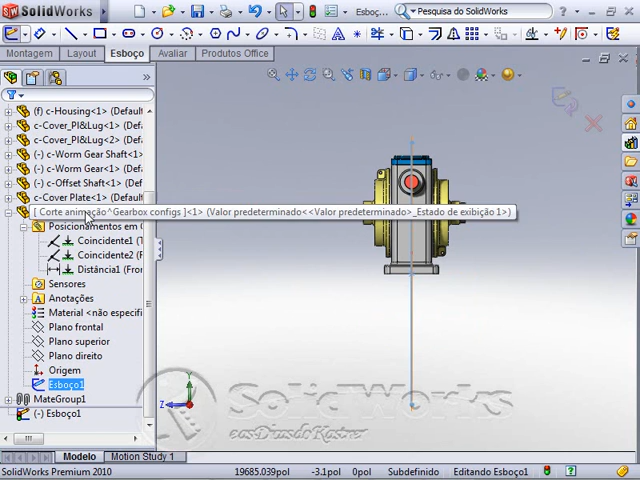 SolidWorks
Esboç...
Pesquisa do SolidWorks
Montagem
Layout
Esboço
Avaliar
Produtos Office
(f) c-Housing<1> (Default
c-Cover_Pl&Lug<1> (Def
c-Cover_Pl&Lug<2> (Def
(-) c-Worm Gear Shaft<1>
(-) c-Worm Gear<1> (Def
(-) c-Offset Shaft<1> (Def
c-Cover Plate<1> (Defau
[ Corte animação^Gearbox configs ]<1> (Valor predeterminado<<Valor predeterminado>_Estado de exibição 1>)
Posicionamentos em
Coincidente1 (
Coincidente2 (F
Distância1 (Fron
Sensores
Anotações
Material <não especifi
Plano frontal
Plano superior
Plano direito
Origem
Esboço1
MateGroup1
(-) Esboço1
Y
Z
SolidWorks
Modelo
Motion Study 1
SolidWorks Premium 2010
19685.039pol
-3.1pol
0pol
Subdefinido
Editando Esboço1